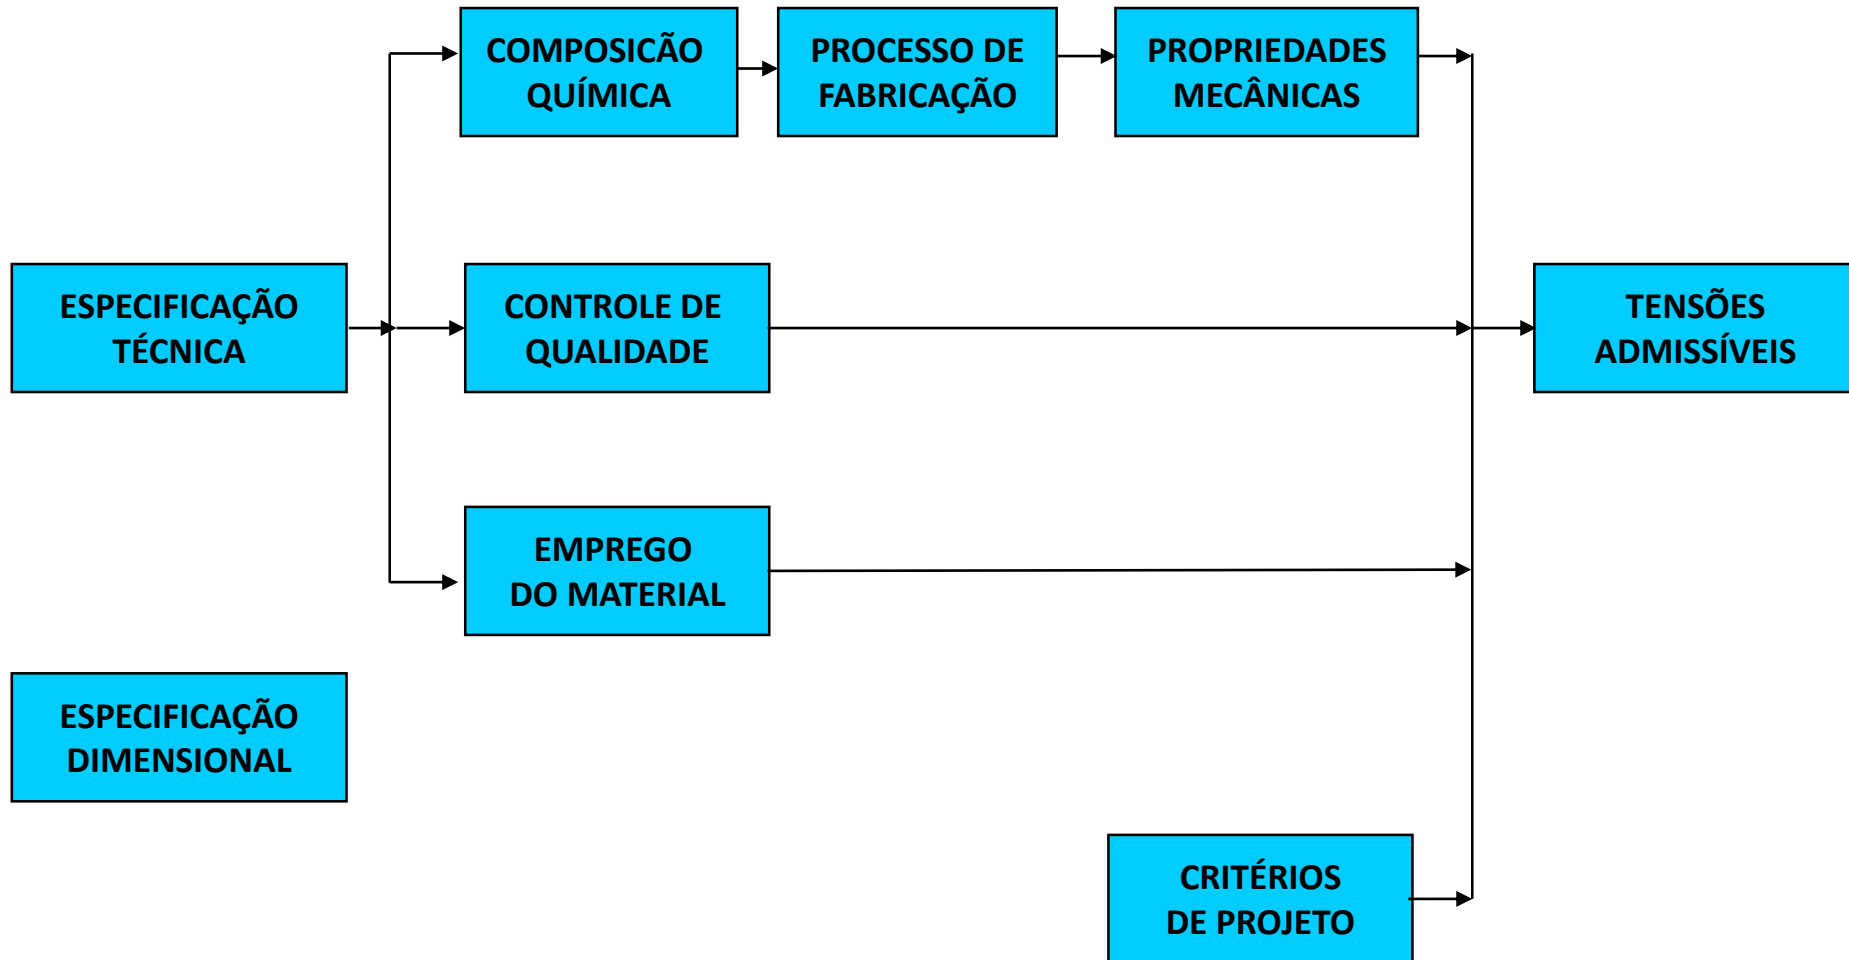 COMPOSICÃO
QUÍMICA
PROCESSO DE
FABRICAÇÃO
PROPRIEDADES
MECÂNICAS
ESPECIFICAÇÃO
TÉCNICA
CONTROLE DE
QUALIDADE
TENSÕES
ADMISSÍVEIS
EMPREGO
DO MATERIAL
ESPECIFICAÇÃO
DIMENSIONAL
CRITÉRIOS
DE PROJETO